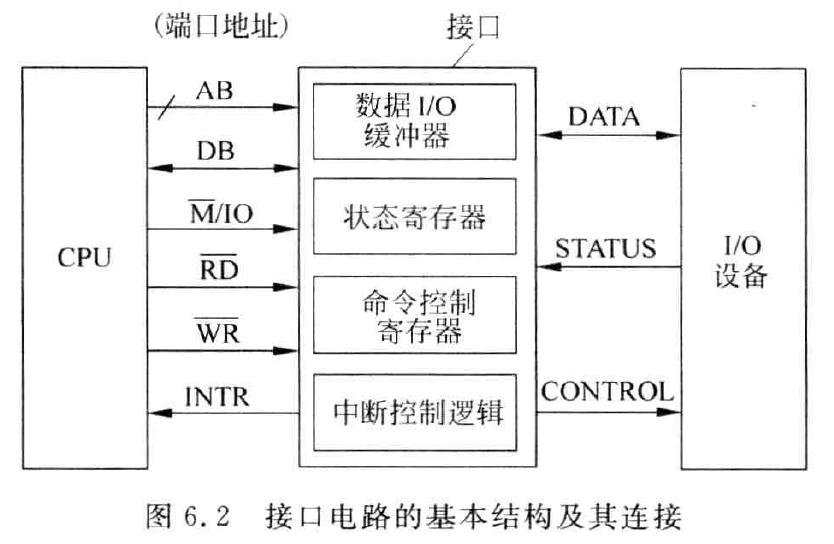 (端口地址)
接口
AB
DB
M̅/IO
R̅D̅
W̅R̅
INTR
CPU
数据 I/O
缓冲器
状态寄存器
命令控制
寄存器
中断控制逻辑
DATA
STATUS
CONTROL
I/O
设备
图 6.2 接口电路的基本结构及其连接